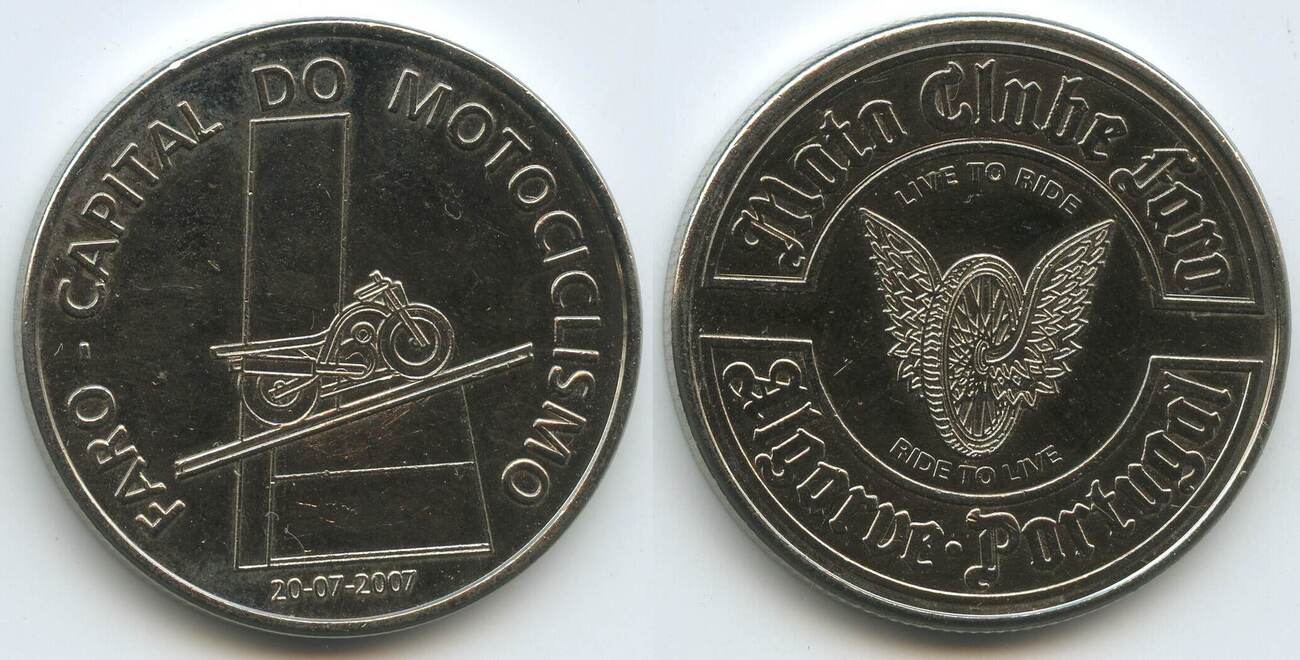 FARO - CAPITAL DO MOTOCICLISMO
20-07-2007
Moto Clube Faro
LIVE TO RIDE
RIDE TO LIVE
Algarve · Portugal